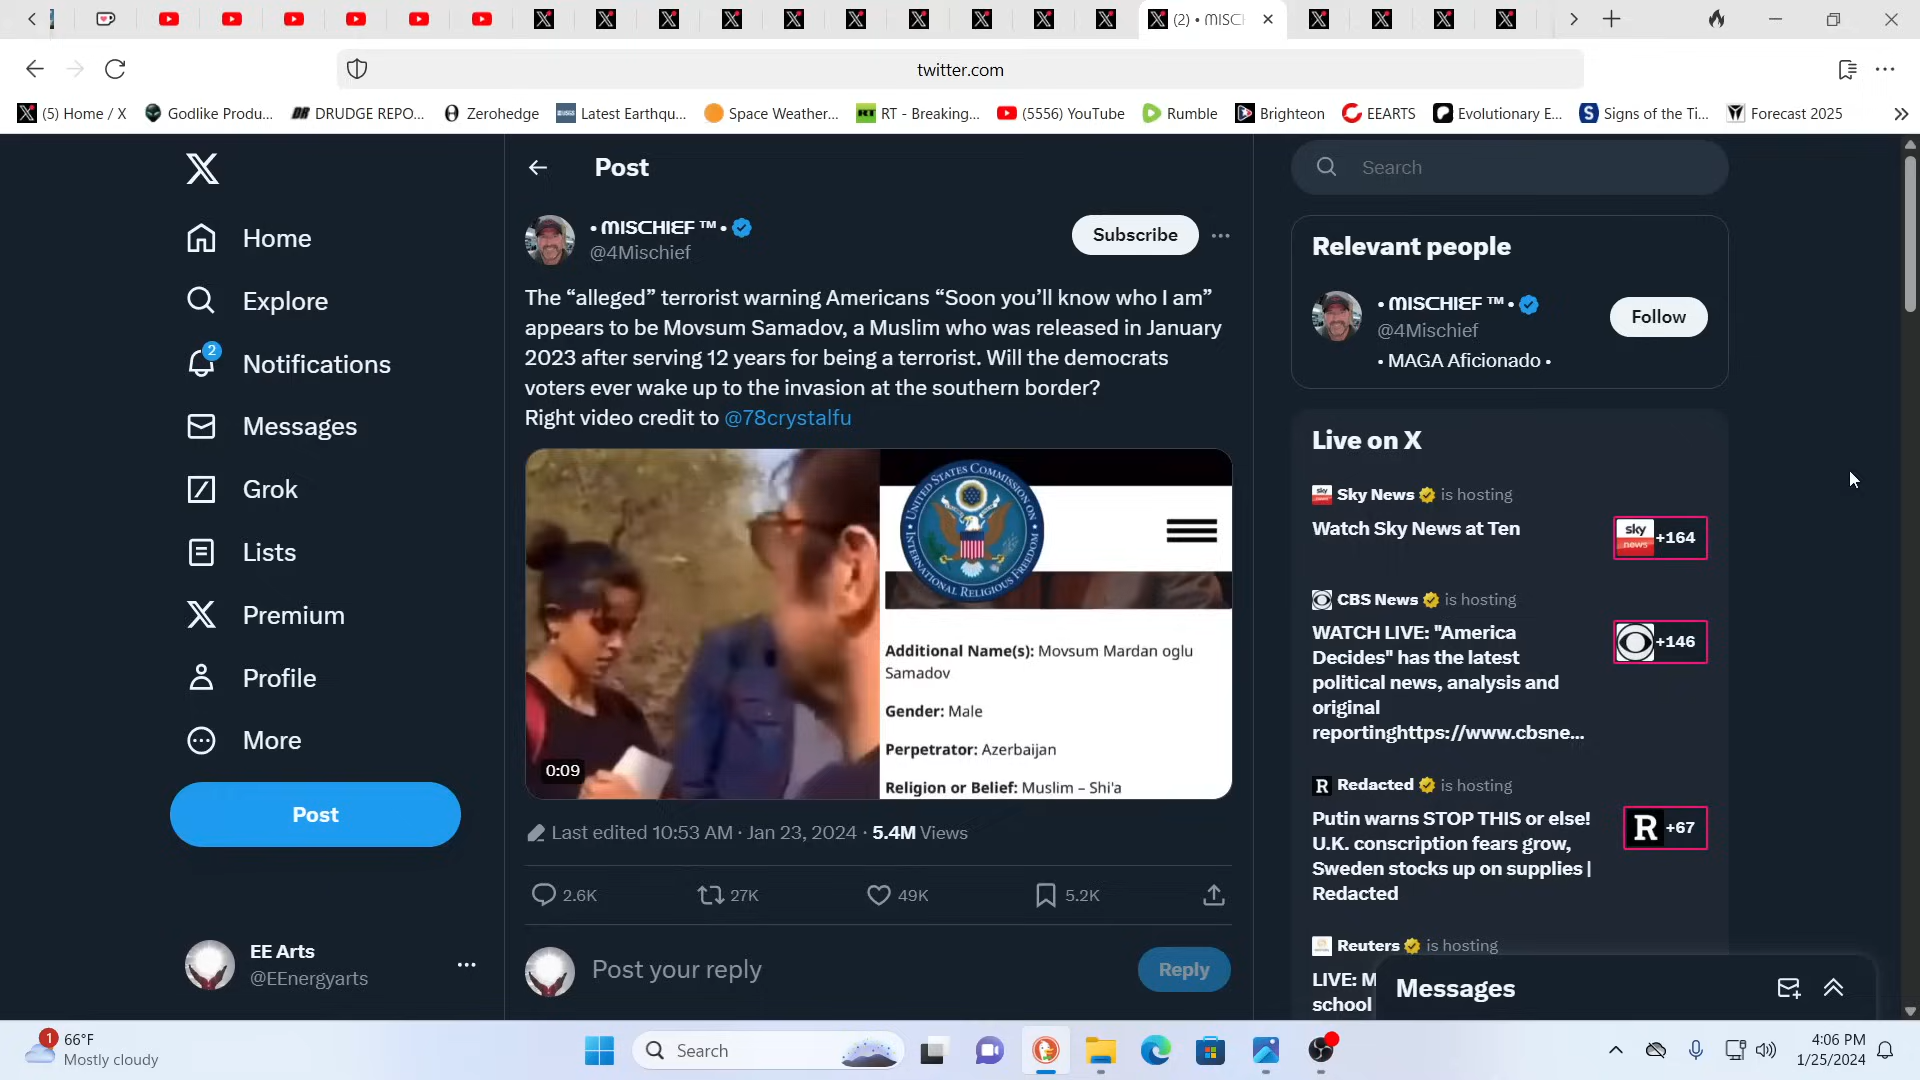 (2) • MISC
twitter.com
(5) Home / X
Godlike Produ...
DRUDGE REPO...
Zerohedge
Latest Earthqu...
Space Weather...
RT - Breaking...
(5556) YouTube
Rumble
Brighteon
EEARTS
Evolutionary E...
Signs of the Ti...
Forecast 2025
Home
Explore
2
Notifications
Messages
Grok
Lists
Premium
Profile
More
Post
EE Arts
@EEnergyarts
Post
• MISCHIEF ™ •
@4Mischief
Subscribe
The “alleged” terrorist warning Americans “Soon you’ll know who I am”
appears to be Movsum Samadov, a Muslim who was released in January
2023 after serving 12 years for being a terrorist. Will the democrats
voters ever wake up to the invasion at the southern border?
Right video credit to @78crystalfu
UNITED STATES COMMISSION ON
INTERNATIONAL RELIGIOUS FREEDOM
Additional Name(s): Movsum Mardan oglu
Samadov
Gender: Male
Perpetrator: Azerbaijan
Religion or Belief: Muslim – Shi'a
0:09
Last edited 10:53 AM · Jan 23, 2024 · 5.4M Views
2.6K
27K
49K
5.2K
Post your reply
Reply
Search
Relevant people
• MISCHIEF ™ •
@4Mischief
Follow
• MAGA Aficionado •
Live on X
Sky News is hosting
Watch Sky News at Ten
sky
news
+164
CBS News is hosting
WATCH LIVE: "America
Decides" has the latest
political news, analysis and
original
reportinghttps://www.cbsne...
+146
Redacted is hosting
Putin warns STOP THIS or else!
U.K. conscription fears grow,
Sweden stocks up on supplies |
Redacted
R
+67
Reuters is hosting
LIVE: M
school
Messages
1
66°F
Mostly cloudy
Search
4:06 PM
1/25/2024